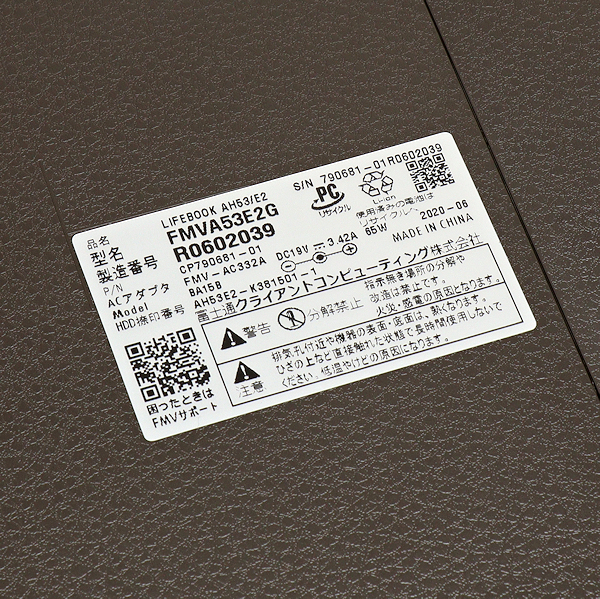 品名 LIFEBOOK AH53/E2
型名 FMVA53E2G
製造番号 R0602039
P/N CP790681-01
ACアダプタ FMV-AC332A DC19V 3.42A 65W
Model BA15B
HDD捺印番号 AH53E2-K381501-1
富士通クライアントコンピューティング株式会社
S/N 790681-01R0602039
PC
リサイクル
Li-ion
使用済みの電池は
リサイクルへ
2020-06
MADE IN CHINA
警告 分解禁止
指示無き場所の分解や
改造は禁止です。
火災・感電の原因となります。
注意
排気孔付近や機器の表面・底面は、熱くなります。
ひざの上など直接触れた状態で長時間使用しないで
ください。低温やけどの原因になります。
困ったときは
FMVサポート